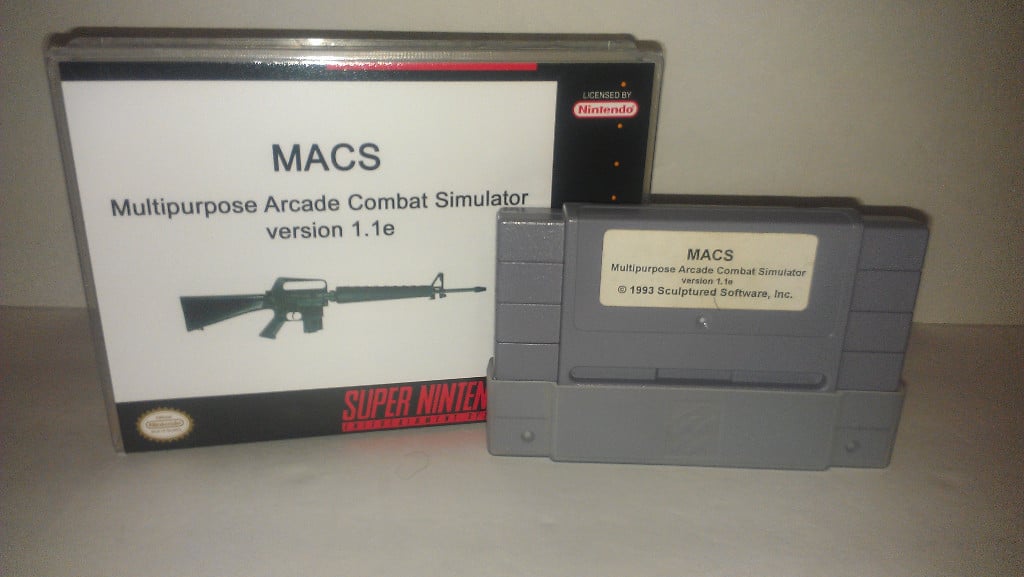 LICENSED BY
Nintendo
MACS
Multipurpose Arcade Combat Simulator
version 1.1e
SUPER NINTEN
Nintendo
MACS
Multipurpose Arcade Combat Simulator
version 1.1e
© 1993 Sculptured Software, Inc.